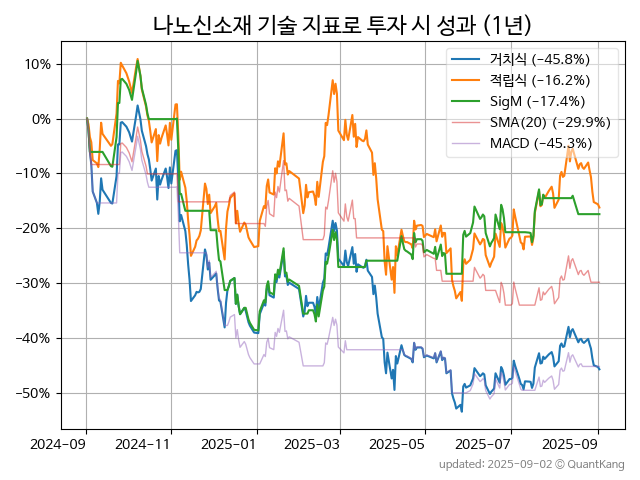 나노신소재 기술 지표로 투자 시 성과 (1년)
거치식 (−45.8%)
적립식 (−16.2%)
SigM (−17.4%)
SMA(20) (−29.9%)
MACD (−45.3%)
10%
0%
−10%
−20%
−30%
−40%
−50%
2024-09 2024-11 2025-01 2025-03 2025-05 2025-07 2025-09
updated: 2025-09-02 © QuantKang